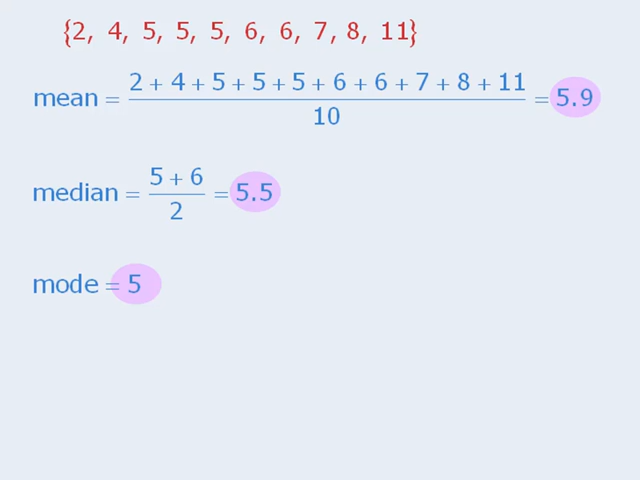 {2, 4, 5, 5, 5, 6, 6, 7, 8, 11}
mean = 2 + 4 + 5 + 5 + 5 + 6 + 6 + 7 + 8 + 11 / 10 = 5.9
median = 5 + 6 / 2 = 5.5
mode = 5